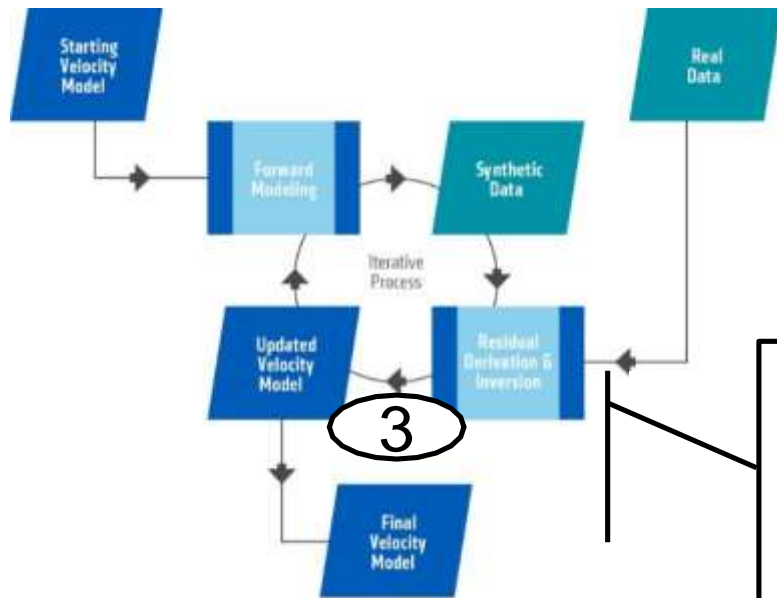 Starting
Velocity
Model
Real
Data
Forward
Modeling
Synthetic
Data
Iterative
Process
Updated
Velocity
Model
Residual
Derivation &
Inversion
3
Final
Velocity
Model